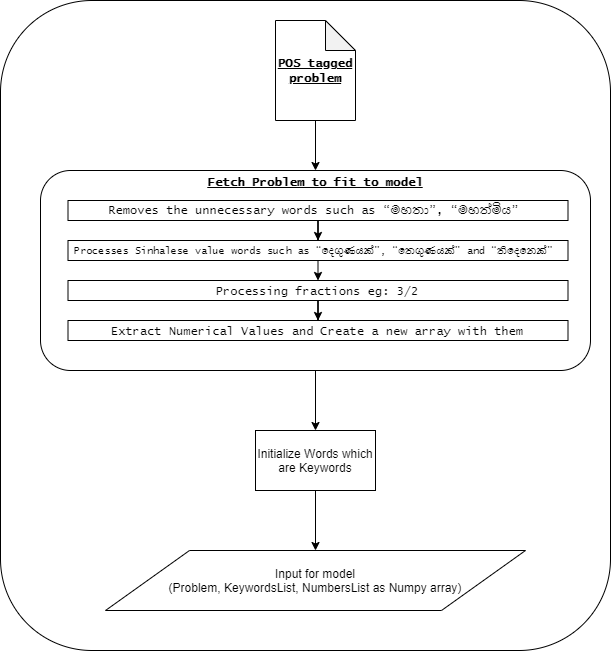 POS tagged
problem
Fetch Problem to fit to model
Removes the unnecessary words such as “මහතා”, “මහත්මිය”
Processes Sinhalese value words such as “දෙගුණයක්”, “තෙගුණයක්” and “තිදෙනෙක්”
Processing fractions eg: 3/2
Extract Numerical Values and Create a new array with them
Initialize Words which
are Keywords
Input for model
(Problem, KeywordsList, NumbersList as Numpy array)